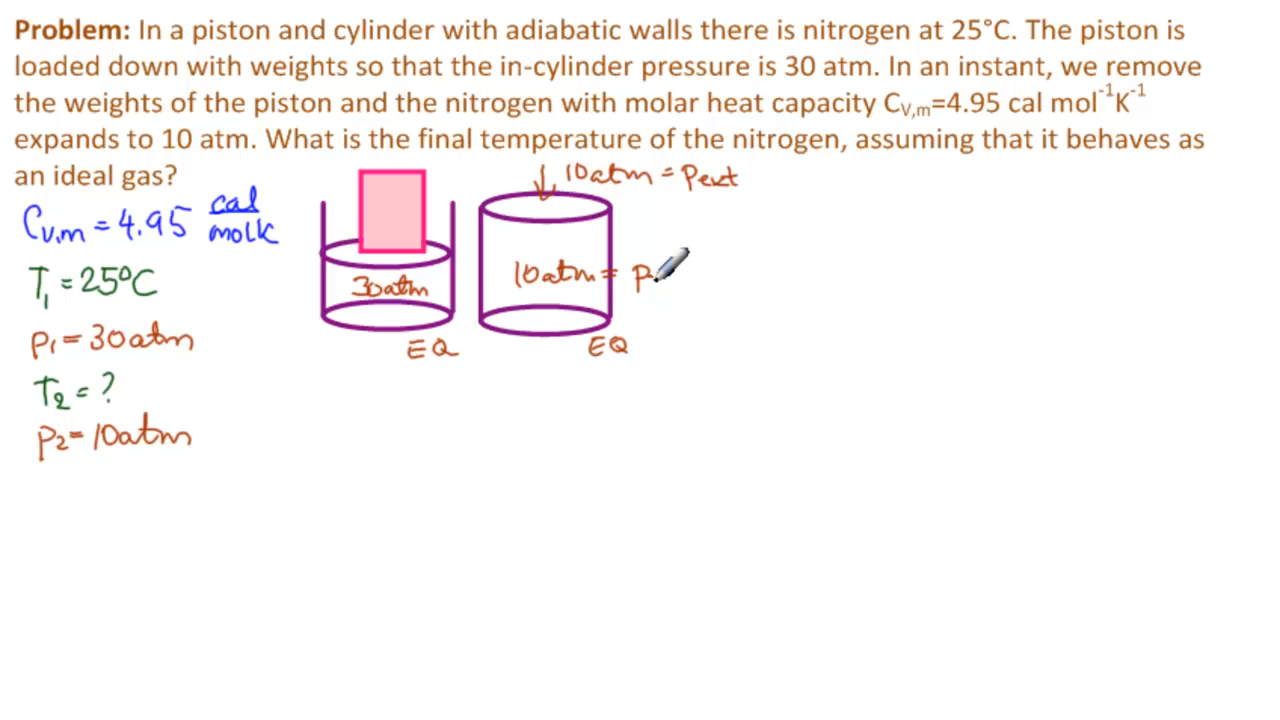 Problem: In a piston and cylinder with adiabatic walls there is nitrogen at 25°C. The piston is
loaded down with weights so that the in-cylinder pressure is 30 atm. In an instant, we remove
the weights of the piston and the nitrogen with molar heat capacity Cv,m=4.95 cal mol⁻¹K⁻¹
expands to 10 atm. What is the final temperature of the nitrogen, assuming that it behaves as
an ideal gas?
10atm = Pext
Cv,m = 4.95 cal/molK
T₁ = 25°C
30atm
10atm = P
P₁ = 30atm
EQ
EQ
T₂ = ?
P₂ = 10atm